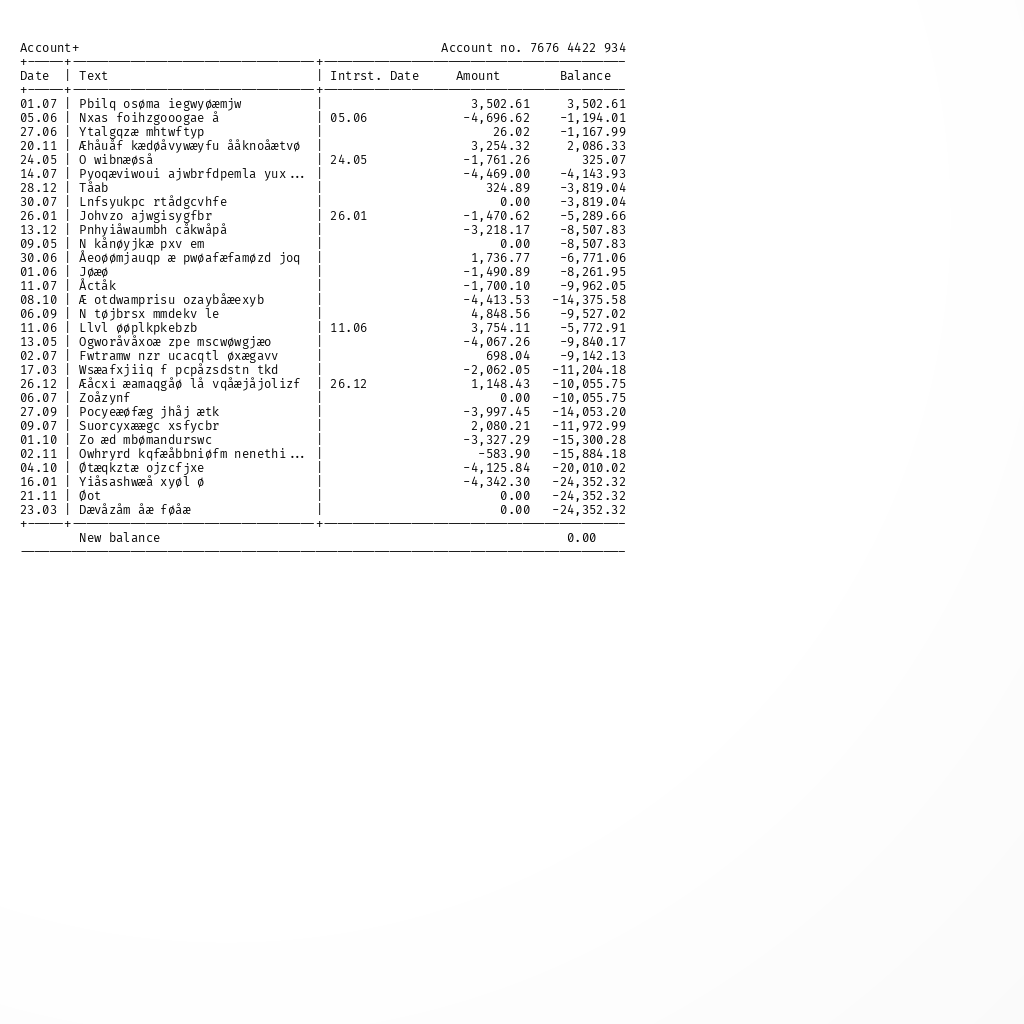 Account+ Account no. 7676 4422 934
+-----+---------------------------------+-----------------------------------------
Date | Text | Intrst. Date Amount Balance
+-----+---------------------------------+-----------------------------------------
01.07 | Pbilq osøma iegwyøæmjw | 3,502.61 3,502.61
05.06 | Nxas foihzgooogae å | 05.06 -4,696.62 -1,194.01
27.06 | Ytalgqzæ mhtwftyp | 26.02 -1,167.99
20.11 | Æhåuåf kædøåvywæyfu ååknoåætvø | 3,254.32 2,086.33
24.05 | O wibnæøså | 24.05 -1,761.26 325.07
14.07 | Pyoqæviwoui ajwbrfdpemla yux... | -4,469.00 -4,143.93
28.12 | Tåab | 324.89 -3,819.04
30.07 | Lnfsyukpc rtådgcvhfe | 0.00 -3,819.04
26.01 | Johvzo ajwgisygfbr | 26.01 -1,470.62 -5,289.66
13.12 | Pnhyiåwaumbh cåkwåpå | -3,218.17 -8,507.83
09.05 | N kånøyjkæ pxv em | 0.00 -8,507.83
30.06 | Åeoøømjauqp æ pwøafæfamøzd joq | 1,736.77 -6,771.06
01.06 | Jøæø | -1,490.89 -8,261.95
11.07 | Åctåk | -1,700.10 -9,962.05
08.10 | Æ otdwamprisu ozaybåæexyb | -4,413.53 -14,375.58
06.09 | N tøjbrsx mmdekv le | 4,848.56 -9,527.02
11.06 | Llvl øøplkpkebzb | 11.06 3,754.11 -5,772.91
13.05 | Ogworåvåxoæ zpe mscwøwgjæo | -4,067.26 -9,840.17
02.07 | Fwtramw nzr ucacqtl øxægavv | 698.04 -9,142.13
17.03 | Wsæafxjiiq f pcpåzsdstn tkd | -2,062.05 -11,204.18
26.12 | Æåcxi æamaqgåø lå vqåæjåjolizf | 26.12 1,148.43 -10,055.75
06.07 | Zoåzynf | 0.00 -10,055.75
27.09 | Pocyeæøfæg jhåj ætk | -3,997.45 -14,053.20
09.07 | Suorcyxæægc xsfycbr | 2,080.21 -11,972.99
01.10 | Zo æd mbømandurswc | -3,327.29 -15,300.28
02.11 | Owhryrd kqfæåbbniøfm nenethi... | -583.90 -15,884.18
04.10 | Øtæqkztæ ojzcfjxe | -4,125.84 -20,010.02
16.01 | Yiåsashwæå xyøl ø | -4,342.30 -24,352.32
21.11 | Øot | 0.00 -24,352.32
23.03 | Dævåzåm åæ føåæ | 0.00 -24,352.32
+-----+---------------------------------+-----------------------------------------
New balance 0.00
----------------------------------------------------------------------------------